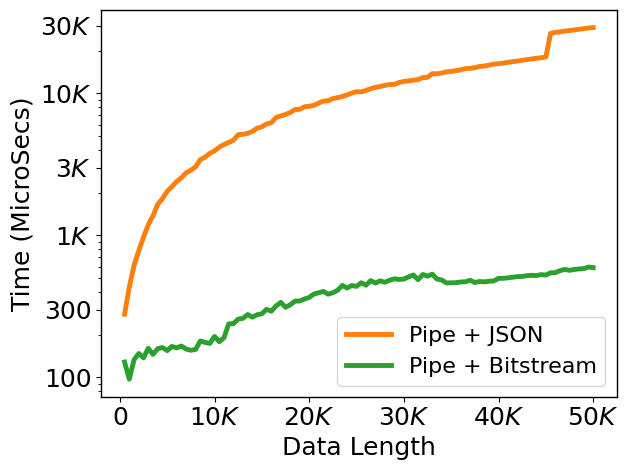 30K
10K
3K
1K
300
100
Time (MicroSecs)
Pipe + JSON
Pipe + Bitstream
0 10K 20K 30K 40K 50K
Data Length